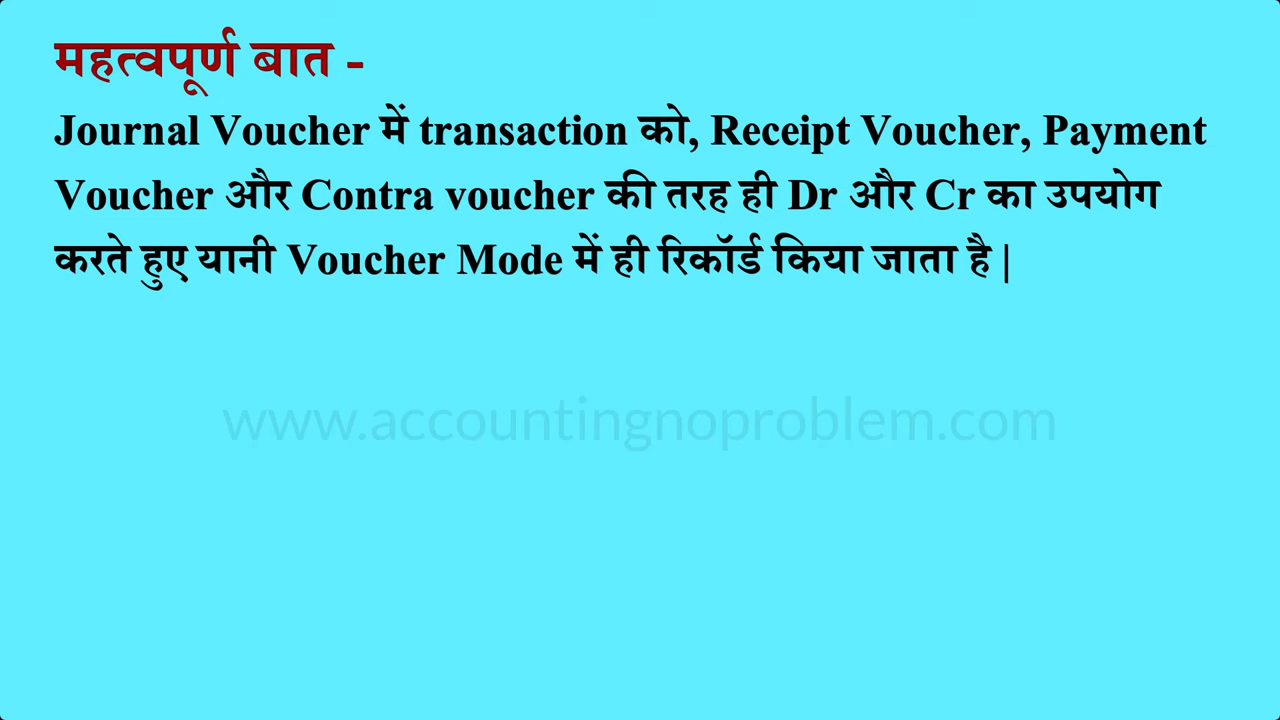 महत्वपूर्ण बात -
Journal Voucher में transaction को, Receipt Voucher, Payment
Voucher और Contra voucher की तरह ही Dr और Cr का उपयोग
करते हुए यानी Voucher Mode में ही रिकॉर्ड किया जाता है |
www.accountingnoproblem.com